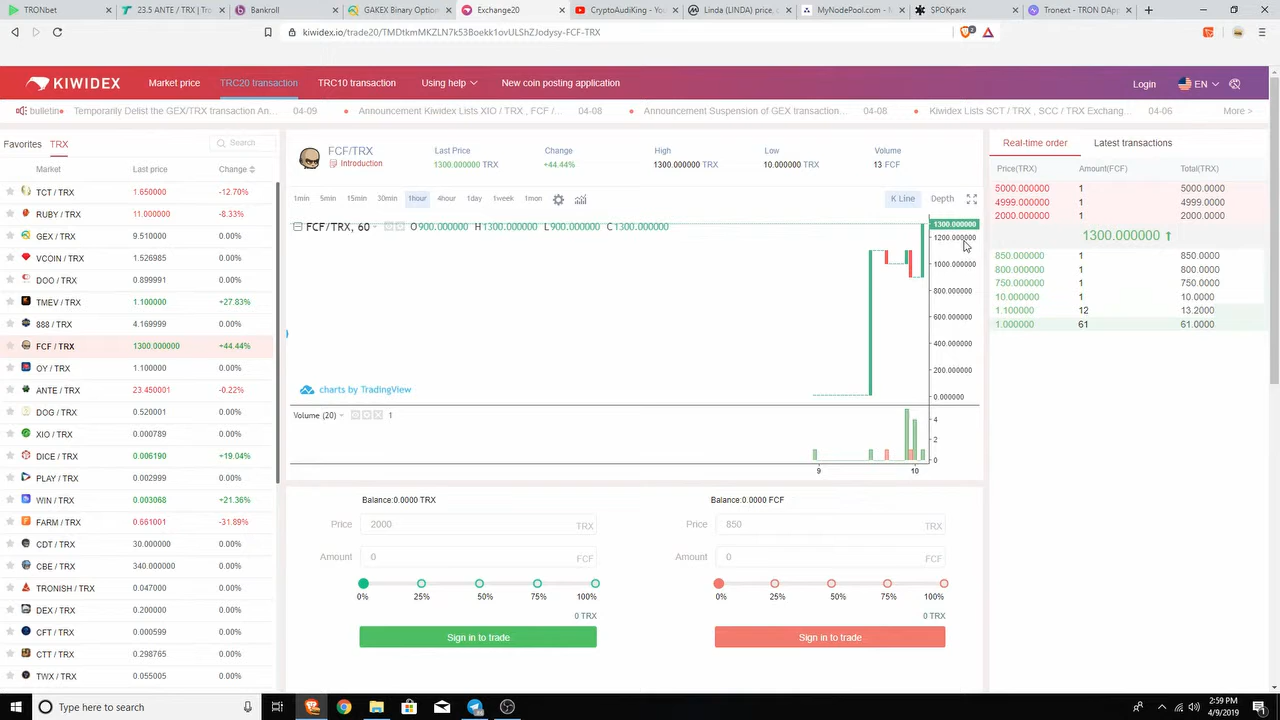 TRONbet
23.5 ANTE / TRX | Tro
Bankroll
GAKEX Binary Option
Exchange20
CryptoAudiKing - You
Linda (LINDA) price, c
MyNodePool.com - M
SPOKpark
Tronext - TRON DApp
kiwidex.io/trade20/TMDtkmMKZLN7k53Boekk1ovULShZJodysy-FCF-TRX
KIWIDEX
Market price
TRC20 transaction
TRC10 transaction
Using help
New coin posting application
Login
EN
bulletin
Temporarily Delist the GEX/TRX transaction An...
04-09
Announcement Kiwidex Lists XIO / TRX , FCF /...
04-08
Announcement Suspension of GEX transaction...
04-08
Kiwidex Lists SCT / TRX , SCC / TRX Exchang...
04-06
More >
Favorites TRX
Search
Market Last price Change
TCT / TRX 1.650000 -12.70%
RUBY / TRX 11.000000 -8.33%
GEX / TRX 9.510000 0.00%
VCOIN / TRX 1.526985 0.00%
DOO / TRX 0.899991 0.00%
TMEV / TRX 1.100000 +27.83%
888 / TRX 4.169999 0.00%
FCF / TRX 1300.000000 +44.44%
OY / TRX 1.100000 0.00%
ANTE / TRX 23.450001 -0.22%
DOG / TRX 0.520001 0.00%
XIO / TRX 0.000789 0.00%
DICE / TRX 0.006190 +19.04%
PLAY / TRX 0.002999 0.00%
WIN / TRX 0.003068 +21.36%
FARM / TRX 0.661001 -31.89%
CDT / TRX 30.000000 0.00%
CBE / TRX 340.000000 0.00%
TRONISH / TRX 0.047000 0.00%
DEX / TRX 0.200000 0.00%
CFT / TRX 0.000599 0.00%
CTT / TRX 0.298765 0.00%
TWX / TRX 0.055005 0.00%
FCF/TRX
Introduction
Last Price
1300.000000 TRX
Change
+44.44%
High
1300.000000 TRX
Low
10.000000 TRX
Volume
13 FCF
1min 5min 15min 30min 1hour 4hour 1day 1week 1mon
K Line Depth
FCF/TRX, 60 O900.000000 H1300.000000 L900.000000 C1300.000000
1300.000000
1200.000000
1000.000000
800.000000
600.000000
400.000000
200.000000
0.000000
charts by TradingView
Volume (20) 1
4
2
0
9 10
Balance:0.0000 TRX
Price 2000 TRX
Amount 0 FCF
0% 25% 50% 75% 100%
0 TRX
Sign in to trade
Balance:0.0000 FCF
Price 850 TRX
Amount 0 FCF
0% 25% 50% 75% 100%
0 TRX
Sign in to trade
Real-time order Latest transactions
Price(TRX) Amount(FCF) Total(TRX)
5000.000000 1 5000.0000
4999.000000 1 4999.0000
2000.000000 1 2000.0000
1300.000000 ↑
850.000000 1 850.0000
800.000000 1 800.0000
750.000000 1 750.0000
10.000000 1 10.0000
1.100000 12 13.2000
1.000000 61 61.0000
Type here to search
2:59 PM
4/9/2019